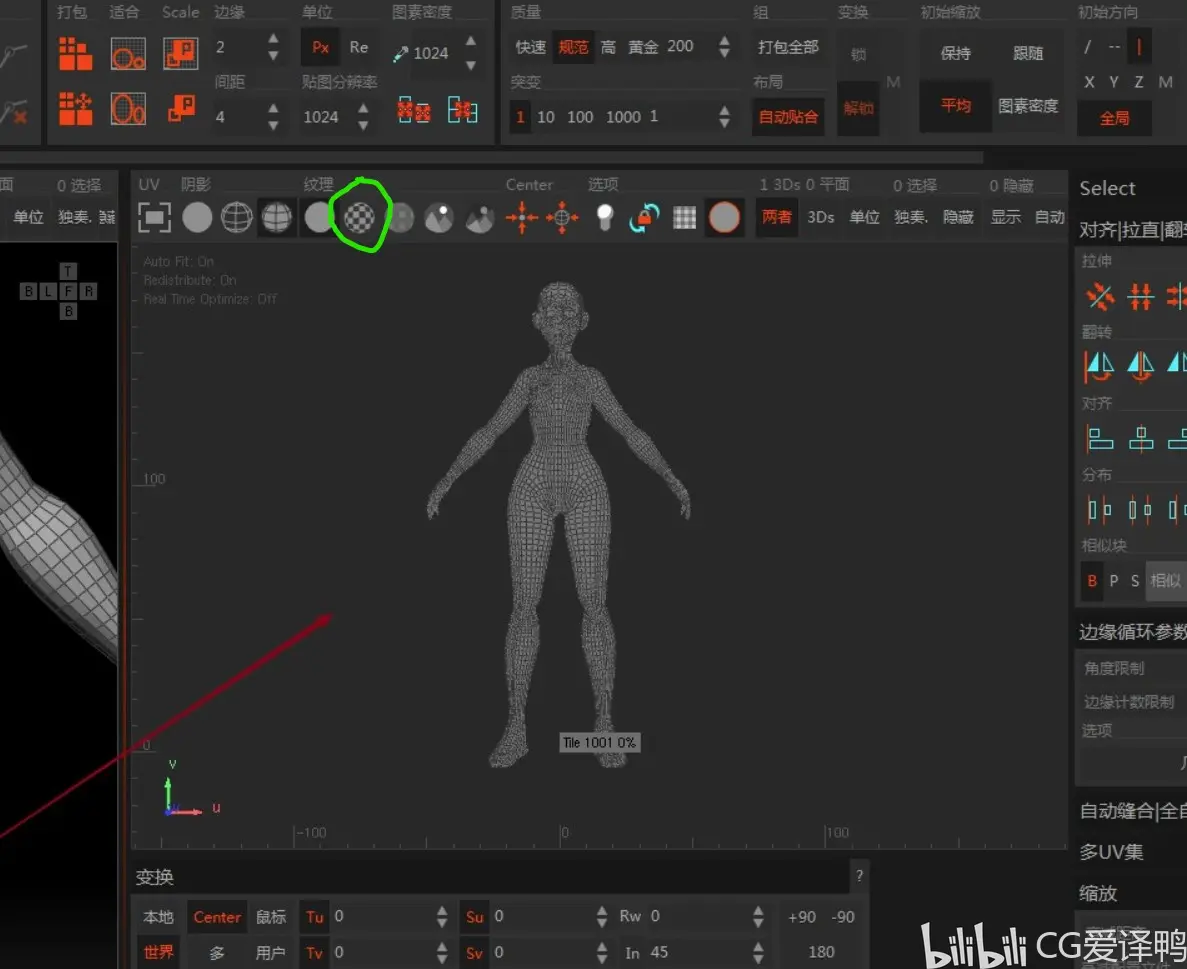 打包 适合 Scale 边缘 单位 图素密度 质量 组 变换 初始缩放 初始方向
2 Px Re 1024 快速 规范 高 黄金 200 打包全部 锁 保持 跟随 / -- |
间距 贴图分辨率 突变 布局 M X Y Z M
4 1024 1 10 100 1000 1 自动贴合 解锁 平均 图素密度 全局
面 0 选择 UV 阴影 纹理 Center 选项 1 3Ds 0 平面 0 选择 0 隐藏 Select
单位 独奏. 两者 3Ds 单位 独奏. 隐藏 显示 自动
对齐|拉直|翻转
Auto Fit: On
Redistribute: On
Real Time Optimize: Off
拉伸
T
B L F R
B
翻转
对齐
100
分布
相似块
B P S 相似
边缘循环参数
角度限制
边缘计数限制
选项
Tile 1001 0%
0
V
U
-100 0 100
自动缝合|全自
多UV集
缩放
变换 ?
本地 Center 鼠标 Tu 0 Su 0 Rw 0 +90 -90
世界 多 用户 Tv 0 Sv 0 In 45 180
bilibili CG爱译鸭